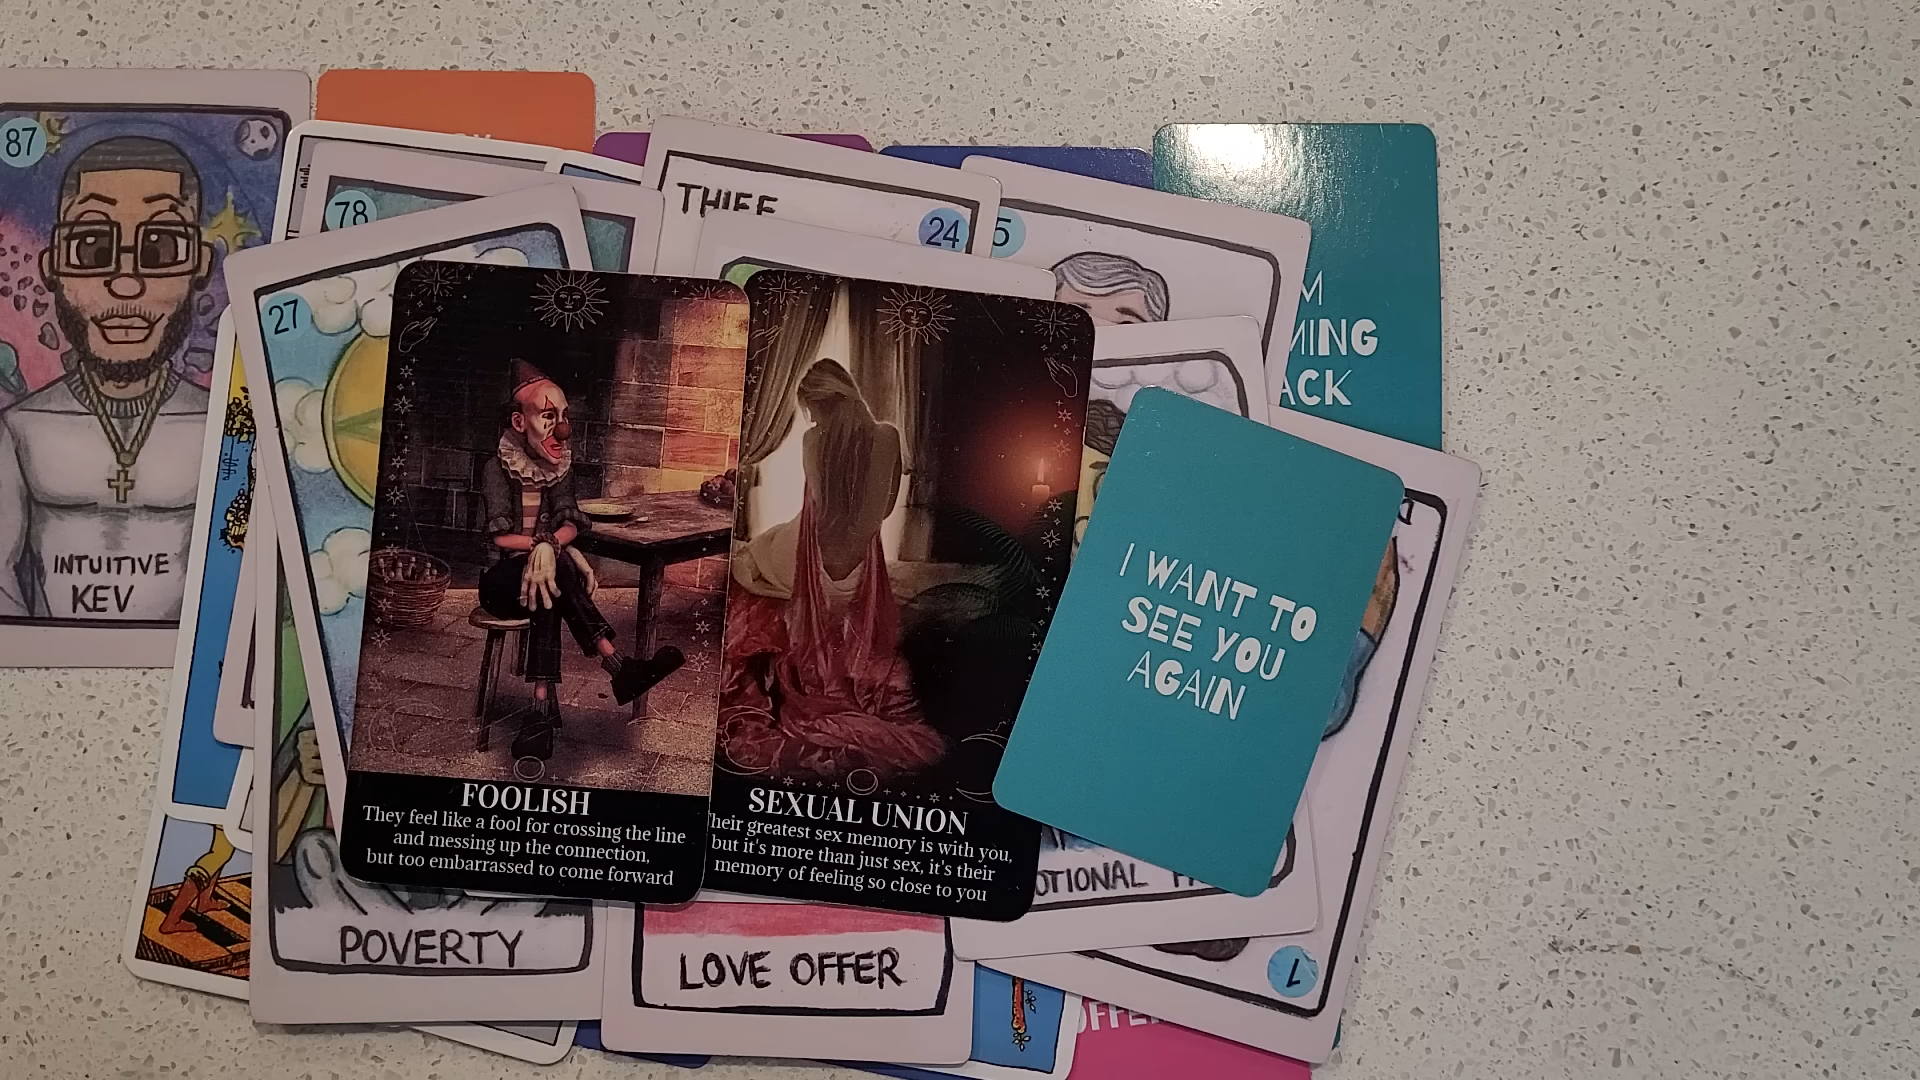 87
78
THIEF
24
5
27
MING
ACK
INTUITIVE
KEV
I WANT TO
SEE YOU
AGAIN
FOOLISH
They feel like a fool for crossing the line
and messing up the connection,
but too embarrassed to come forward
SEXUAL UNION
heir greatest sex memory is with you,
but it's more than just sex, it's their
memory of feeling so close to you
OTIONAL
POVERTY
LOVE OFFER
7
OFFE